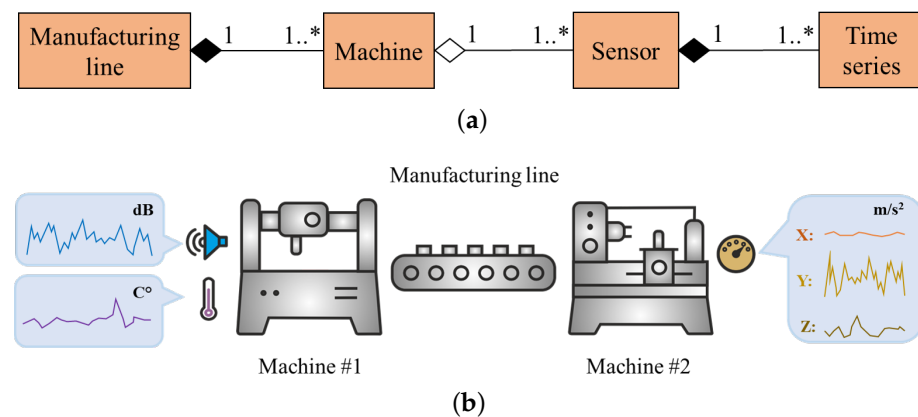 Manufacturing
line
1
1..*
Machine
1
1..*
Sensor
1
1..*
Time
series
(a)
Manufacturing line
dB
C°
m/s²
X:
Y:
Z:
Machine #1
Machine #2
(b)